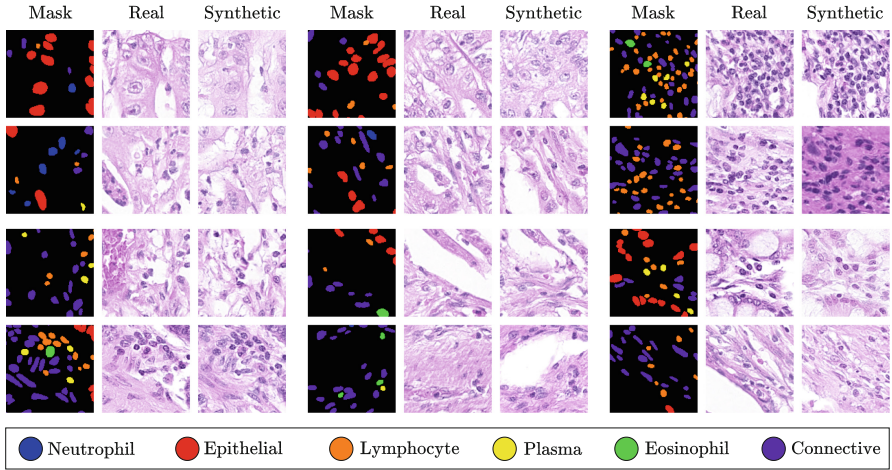 Mask Real Synthetic Mask Real Synthetic Mask Real Synthetic
Neutrophil Epithelial Lymphocyte Plasma Eosinophil Connective